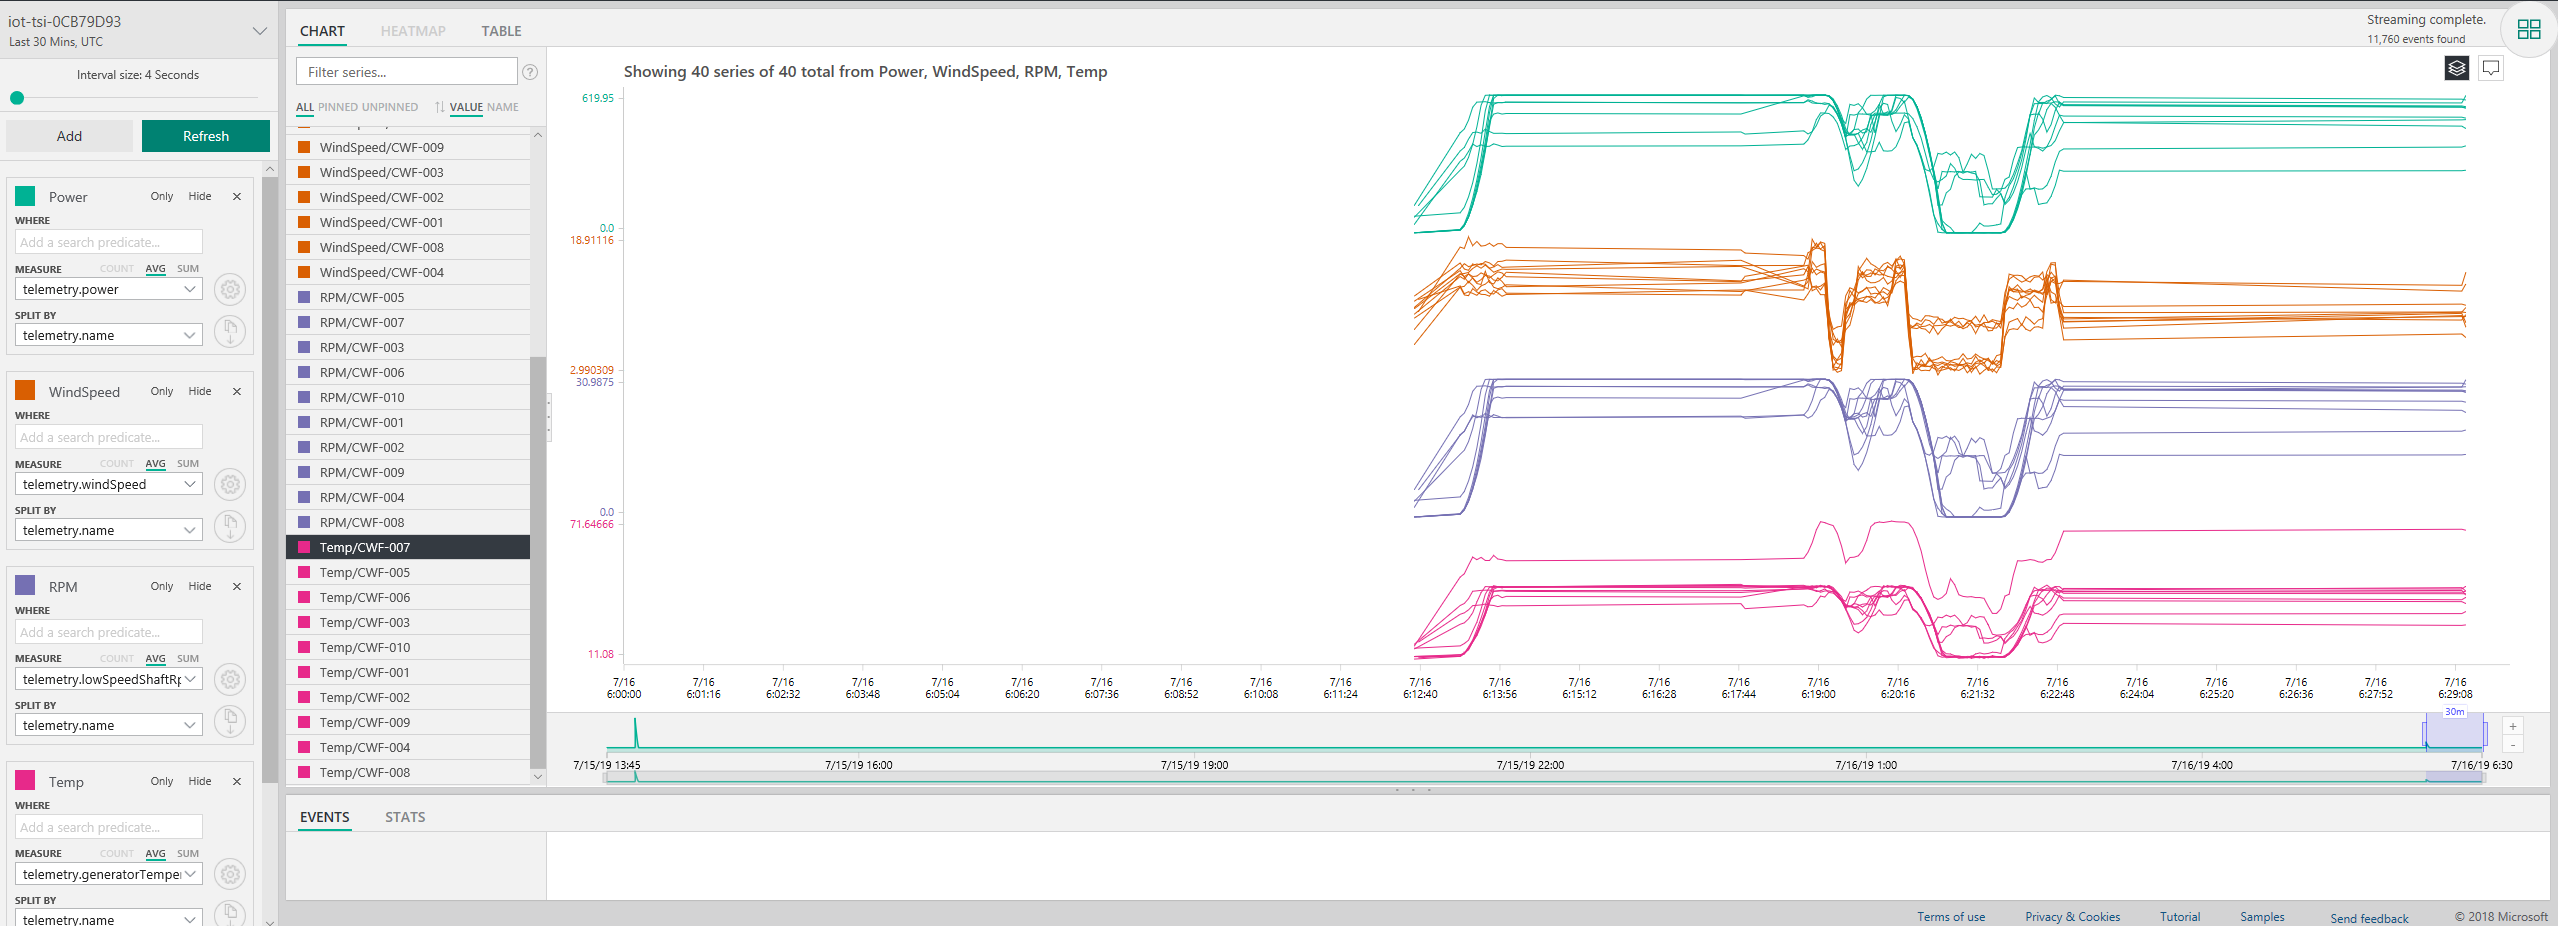 iot-tsi-0CB79D93
Last 30 Mins, UTC
Interval size: 4 Seconds
Add
Refresh
Power Only Hide ×
WHERE
Add a search predicate...
MEASURE COUNT AVG SUM
telemetry.power
SPLIT BY
telemetry.name
WindSpeed Only Hide ×
WHERE
Add a search predicate...
MEASURE COUNT AVG SUM
telemetry.windSpeed
SPLIT BY
telemetry.name
RPM Only Hide ×
WHERE
Add a search predicate...
MEASURE COUNT AVG SUM
telemetry.lowSpeedShaftRp
SPLIT BY
telemetry.name
Temp Only Hide ×
WHERE
Add a search predicate...
MEASURE COUNT AVG SUM
telemetry.generatorTempe
SPLIT BY
telemetry.name
CHART HEATMAP TABLE
Streaming complete.
11,760 events found
Filter series... ?
ALL PINNED UNPINNED VALUE NAME
WindSpeed/CWF-009
WindSpeed/CWF-003
WindSpeed/CWF-002
WindSpeed/CWF-001
WindSpeed/CWF-008
WindSpeed/CWF-004
RPM/CWF-005
RPM/CWF-007
RPM/CWF-003
RPM/CWF-006
RPM/CWF-010
RPM/CWF-001
RPM/CWF-002
RPM/CWF-009
RPM/CWF-004
RPM/CWF-008
Temp/CWF-007
Temp/CWF-005
Temp/CWF-006
Temp/CWF-003
Temp/CWF-010
Temp/CWF-001
Temp/CWF-002
Temp/CWF-009
Temp/CWF-004
Temp/CWF-008
Showing 40 series of 40 total from Power, WindSpeed, RPM, Temp
619.95
0.0
18.91116
2.990309
30.9875
0.0
71.64666
11.08
7/16 7/16 7/16 7/16 7/16 7/16 7/16 7/16 7/16 7/16 7/16 7/16 7/16 7/16 7/16 7/16 7/16 7/16 7/16 7/16 7/16 7/16 7/16 7/16
6:00:00 6:01:16 6:02:32 6:03:48 6:05:04 6:06:20 6:07:36 6:08:52 6:10:08 6:11:24 6:12:40 6:13:56 6:15:12 6:16:28 6:17:44 6:19:00 6:20:16 6:21:32 6:22:48 6:24:04 6:25:20 6:26:36 6:27:52 6:29:08
30m
+
-
7/15/19 13:45 7/15/19 16:00 7/15/19 19:00 7/15/19 22:00 7/16/19 1:00 7/16/19 4:00 7/16/19 6:30
EVENTS STATS
Terms of use Privacy & Cookies Tutorial Samples Send feedback © 2018 Microsoft